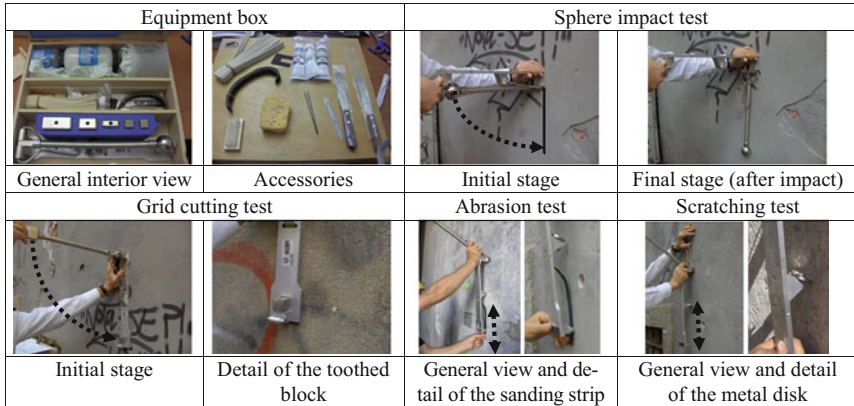 Equipment box
Sphere impact test
General interior view
Accessories
Initial stage
Final stage (after impact)
Grid cutting test
Abrasion test
Scratching test
Initial stage
Detail of the toothed
block
General view and de-
tail of the sanding strip
General view and detail
of the metal disk